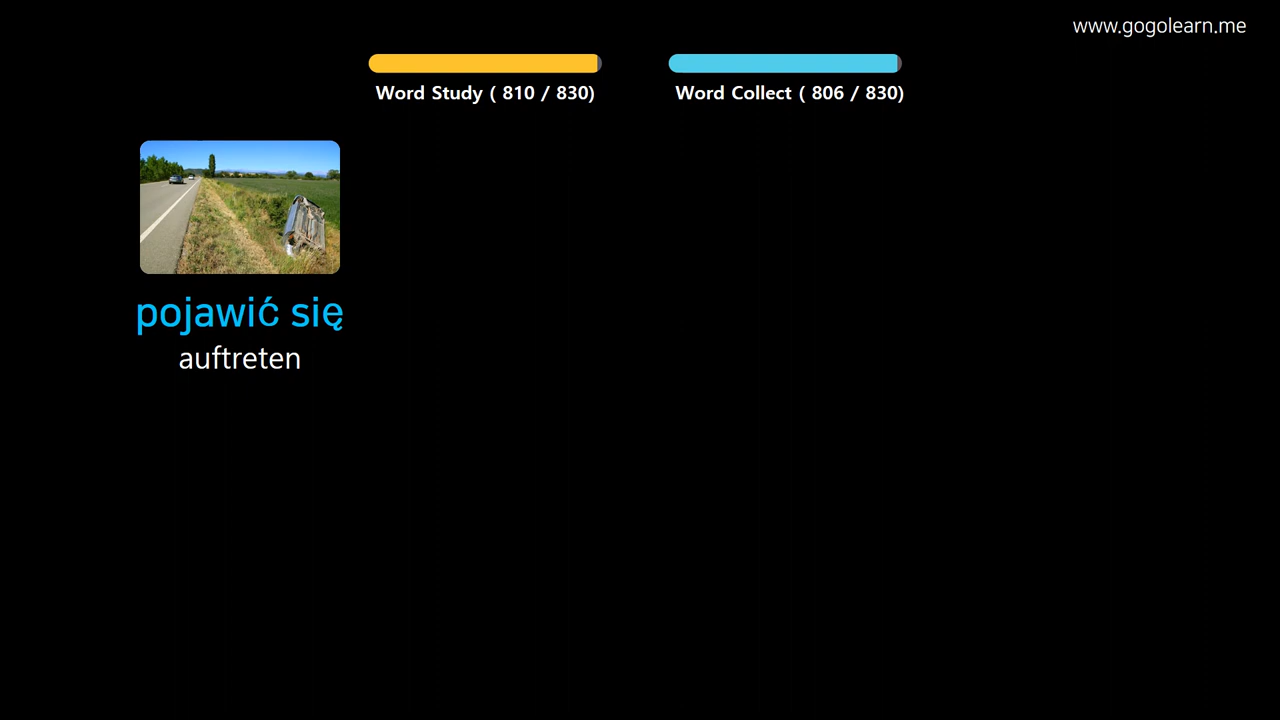 www.gogolearn.me
Word Study ( 810 / 830)
Word Collect ( 806 / 830)
pojawić się
auftreten